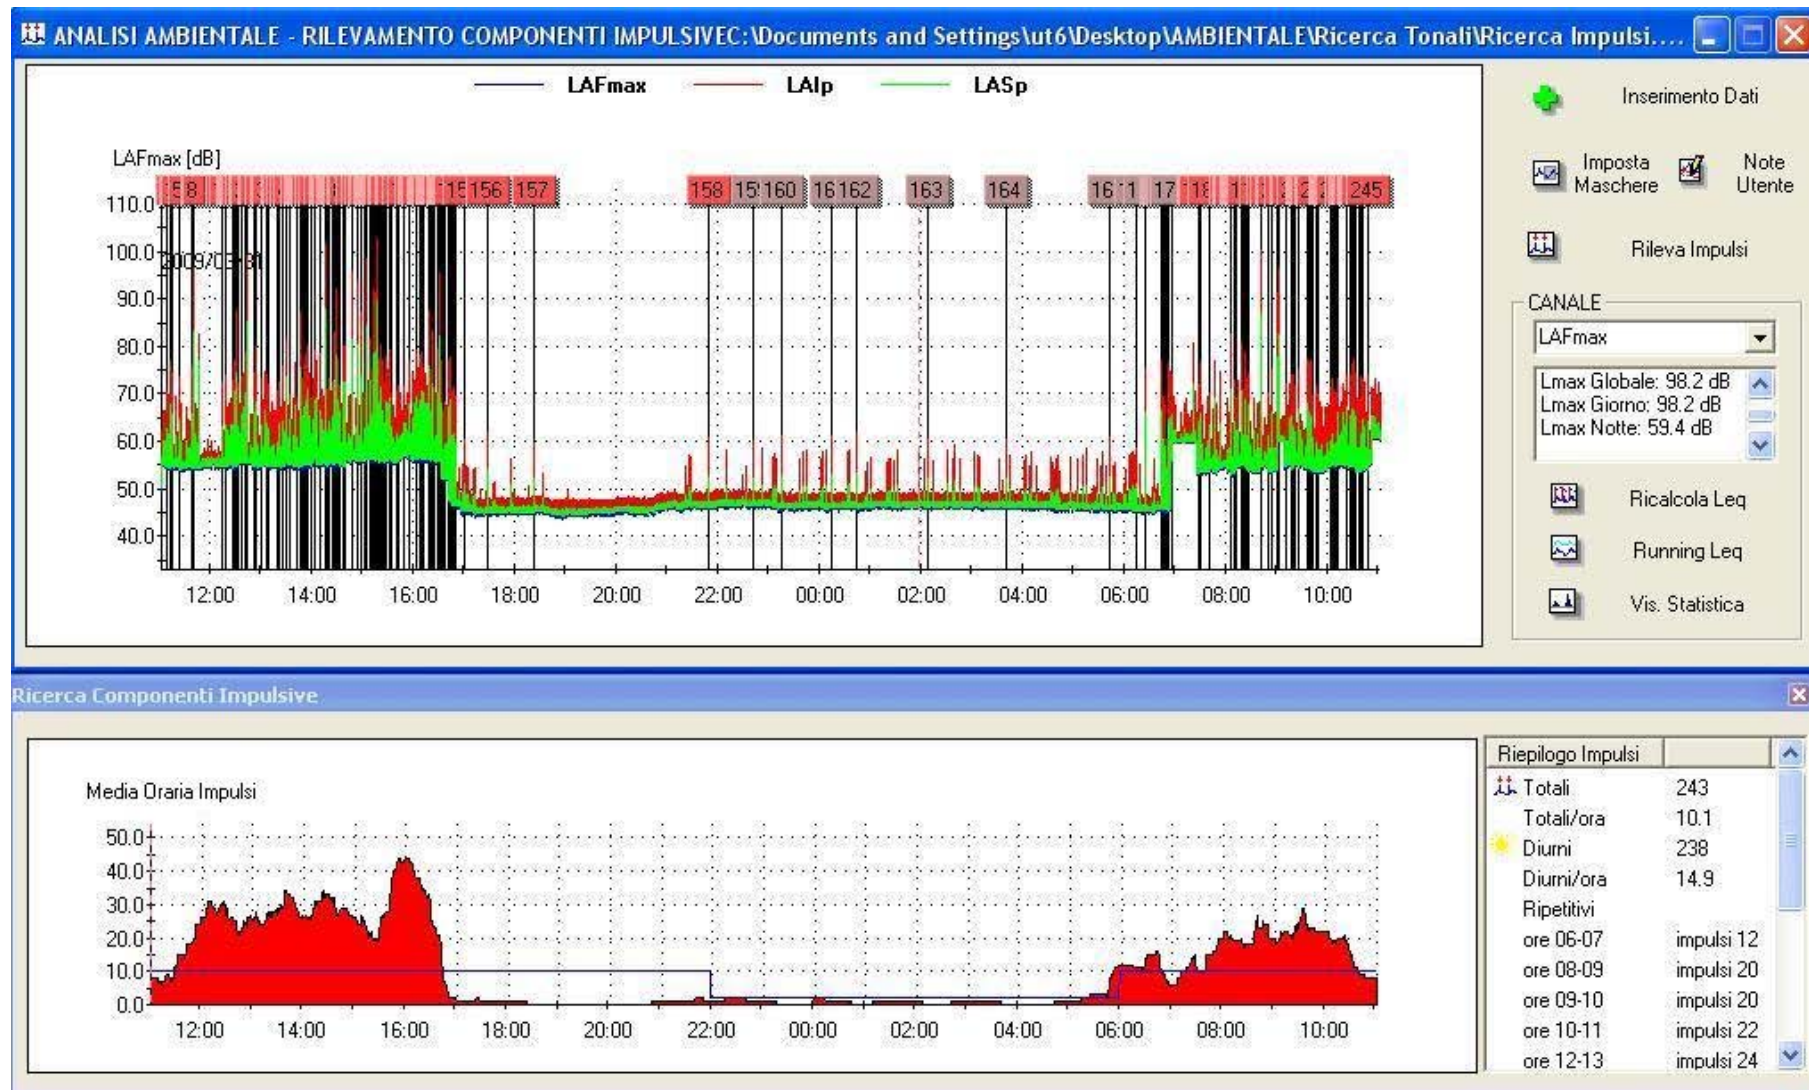 ANALISI AMBIENTALE - RILEVAMENTO COMPONENTI IMPULSIVEC:\Documents and Settings\ut6\Desktop\AMBIENTALE\Ricerca Tonali\Ricerca Impulsi....
LAFmax LAIp LASp
LAFmax [dB]
8 156 157 158 160 162 163 164 245
110.0
100.0
90.0
80.0
70.0
60.0
50.0
40.0
12:00 14:00 16:00 18:00 20:00 22:00 00:00 02:00 04:00 06:00 08:00 10:00
Inserimento Dati
Imposta Maschere
Note Utente
Rileva Impulsi
CANALE
LAFmax
Lmax Globale: 98.2 dB
Lmax Giorno: 98.2 dB
Lmax Notte: 59.4 dB
Ricalcola Leq
Running Leq
Vis. Statistica
Ricerca Componenti Impulsive
Media Oraria Impulsi
50.0
40.0
30.0
20.0
10.0
0.0
12:00 14:00 16:00 18:00 20:00 22:00 00:00 02:00 04:00 06:00 08:00 10:00
Riepilogo Impulsi
Totali 243
Totali/ora 10.1
Diurni 238
Diurni/ora 14.9
Ripetitivi
ore 06-07 impulsi 12
ore 08-09 impulsi 20
ore 09-10 impulsi 20
ore 10-11 impulsi 22
ore 12-13 impulsi 24